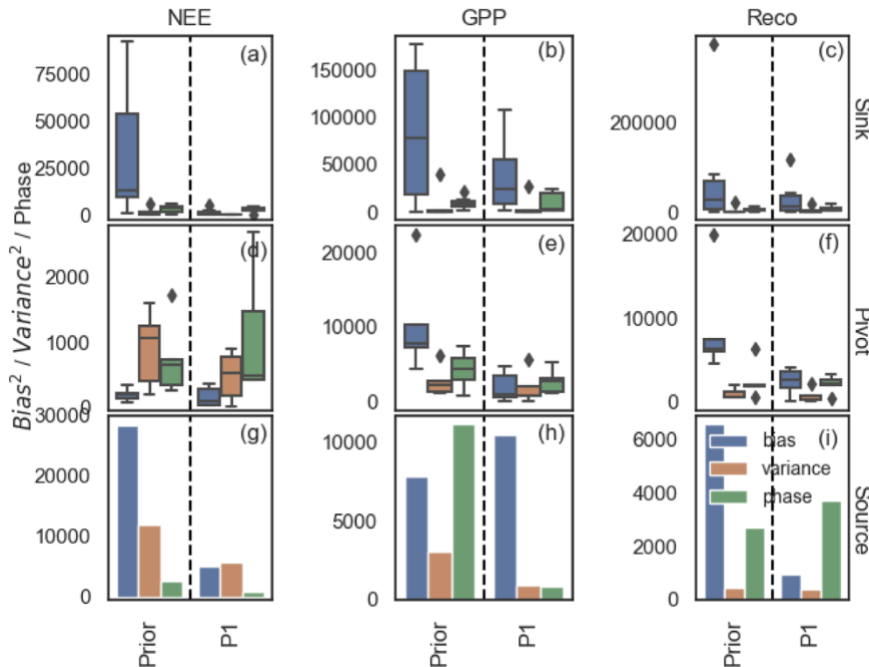 NEE GPP Reco
(a) (b) (c)
75000
50000
25000
0
150000
100000
50000
0
200000
0
Sink
Bias² / Variance² / Phase
(d) (e) (f)
2000
1000
0
20000
10000
0
20000
10000
0
Pivot
(g) (h) (i)
30000
20000
10000
0
10000
5000
0
6000
4000
2000
0
bias
variance
phase
Source
Prior P1 Prior P1 Prior P1